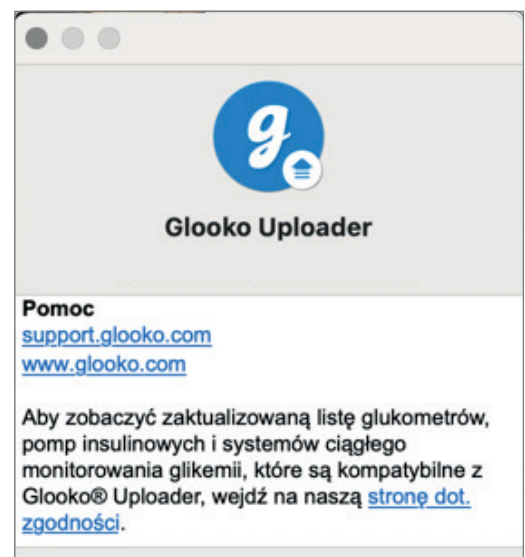 g
Glooko Uploader
Pomoc
support.glooko.com
www.glooko.com
Aby zobaczyć zaktualizowaną listę glukometrów,
pomp insulinowych i systemów ciągłego
monitorowania glikemii, które są kompatybilne z
Glooko® Uploader, wejdź na naszą stronę dot.
zgodności.